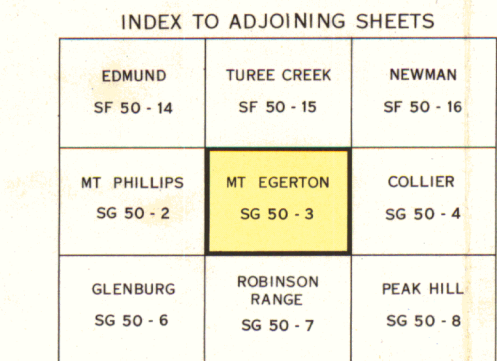 INDEX TO ADJOINING SHEETS
EDMUND
SF 50 - 14
TUREE CREEK
SF 50 - 15
NEWMAN
SF 50 - 16
MT PHILLIPS
SG 50 - 2
MT EGERTON
SG 50 - 3
COLLIER
SG 50 - 4
GLENBURG
SG 50 - 6
ROBINSON
RANGE
SG 50 - 7
PEAK HILL
SG 50 - 8